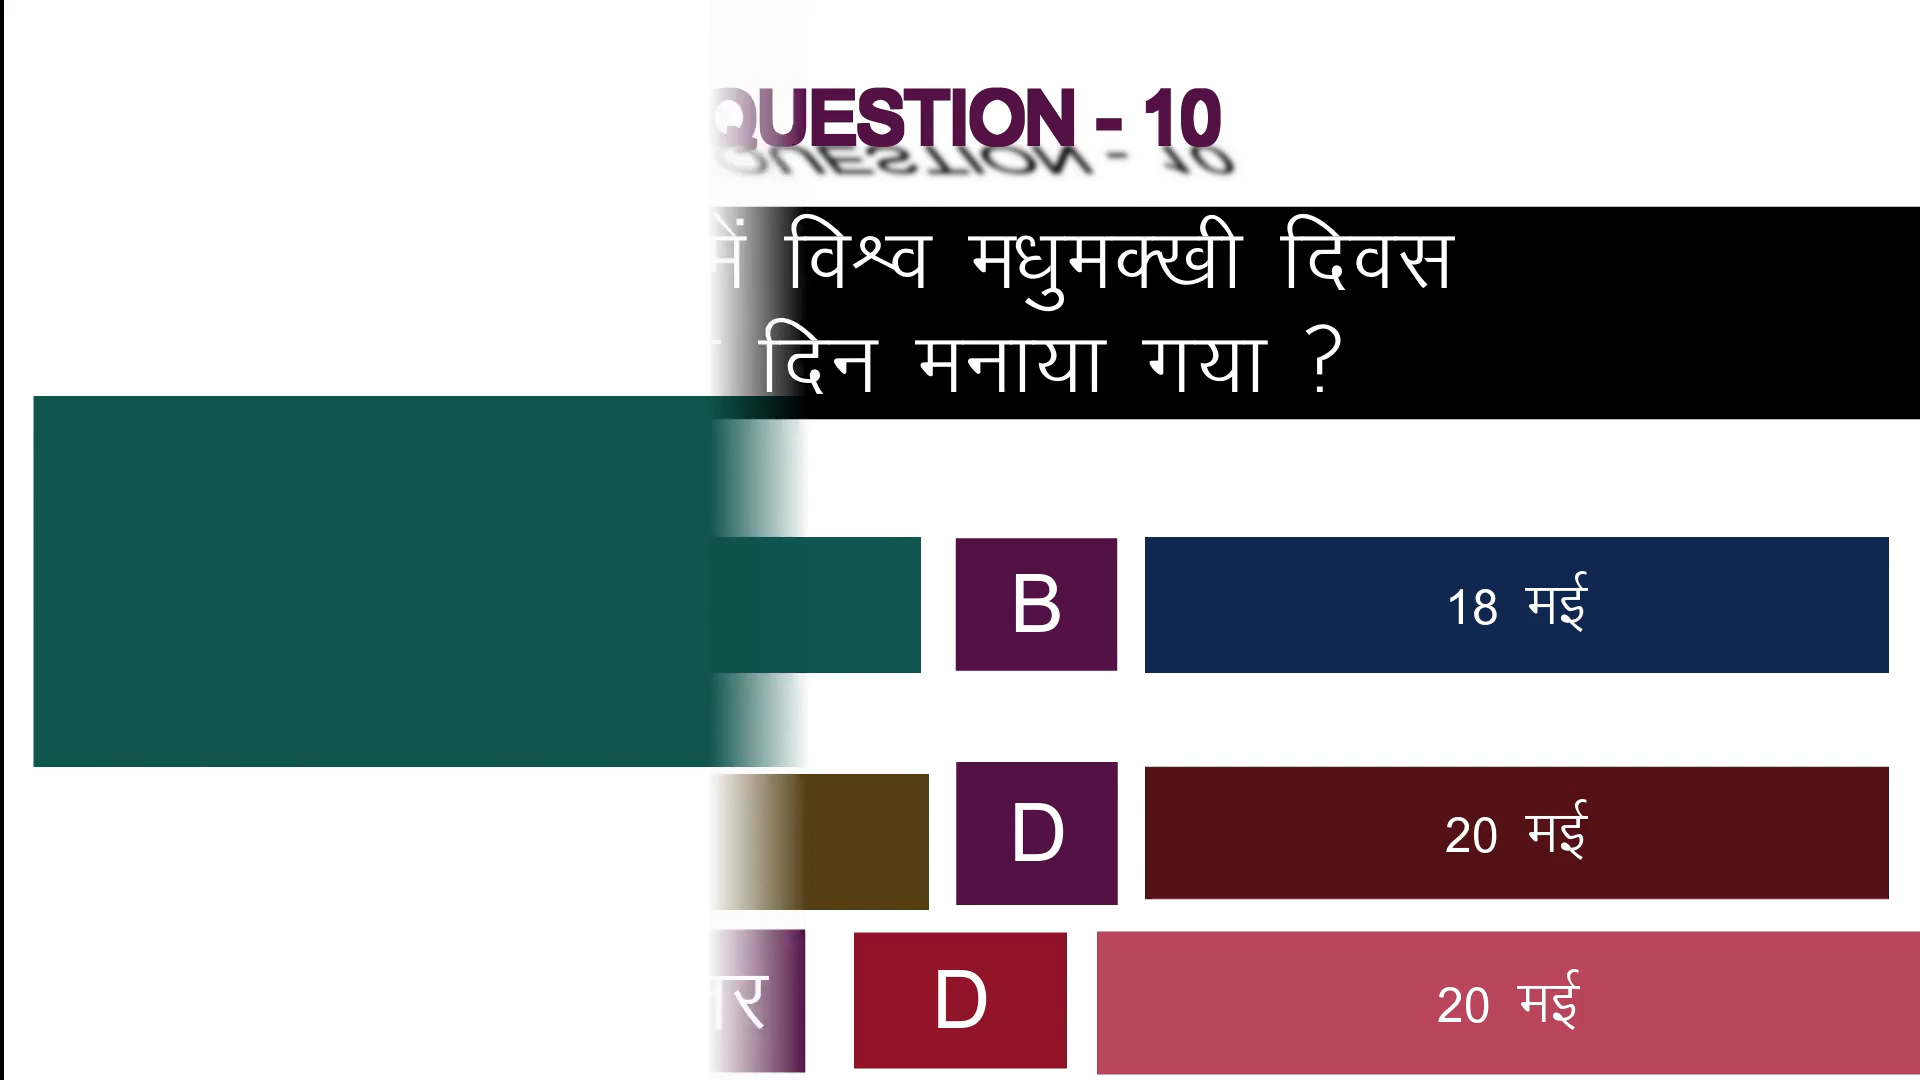 QUESTION - 10
में विश्व मधुमक्खी दिवस
दिन मनाया गया ?
B 18 मई
D 20 मई
D 20 मई